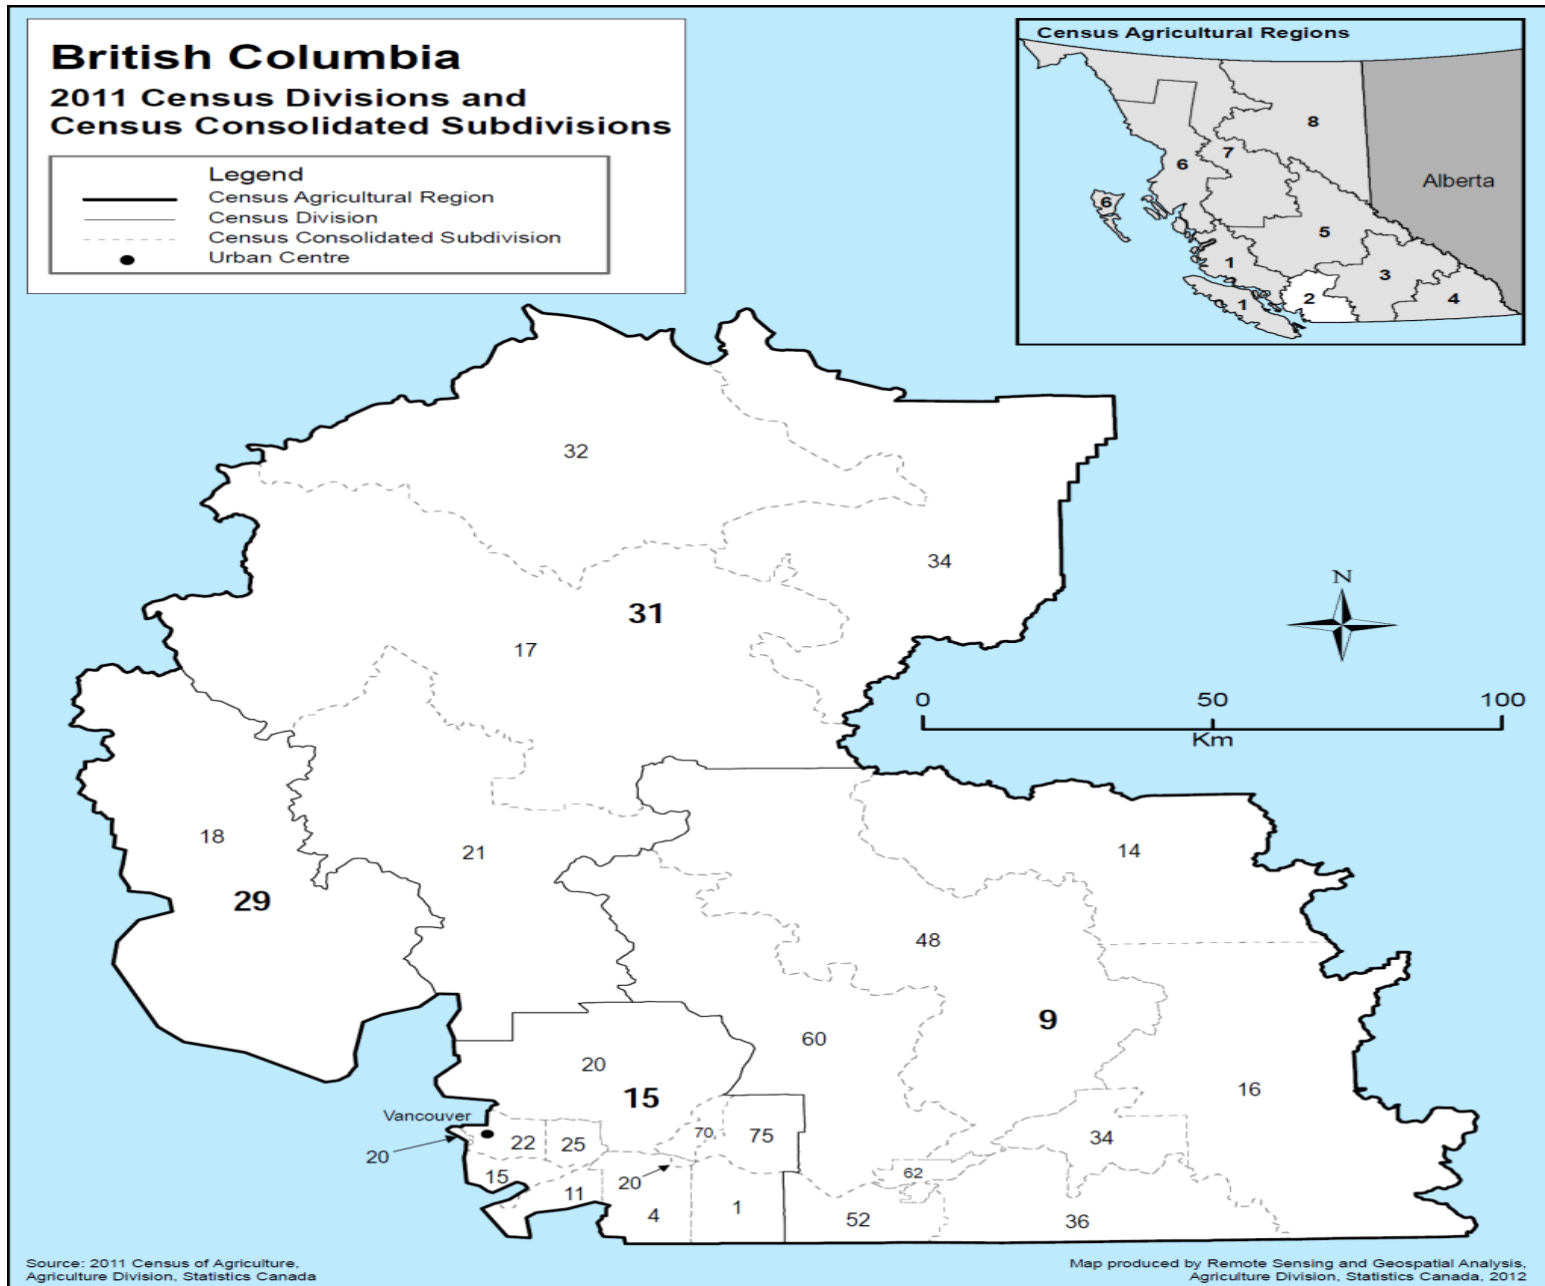 British Columbia
2011 Census Divisions and
Census Consolidated Subdivisions
Legend
Census Agricultural Region
Census Division
Census Consolidated Subdivision
Urban Centre
Census Agricultural Regions
8
7
6
Alberta
6
5
1
3
2
4
1
32
34
N
31
17
0 50 100
Km
18
21
14
29
48
9
60
20
16
15
Vancouver
70
75
34
22
25
20
62
15
20
11
1
4
52
36
Source: 2011 Census of Agriculture,
Agriculture Division, Statistics Canada
Map produced by Remote Sensing and Geospatial Analysis,
Agriculture Division, Statistics Canada, 2012